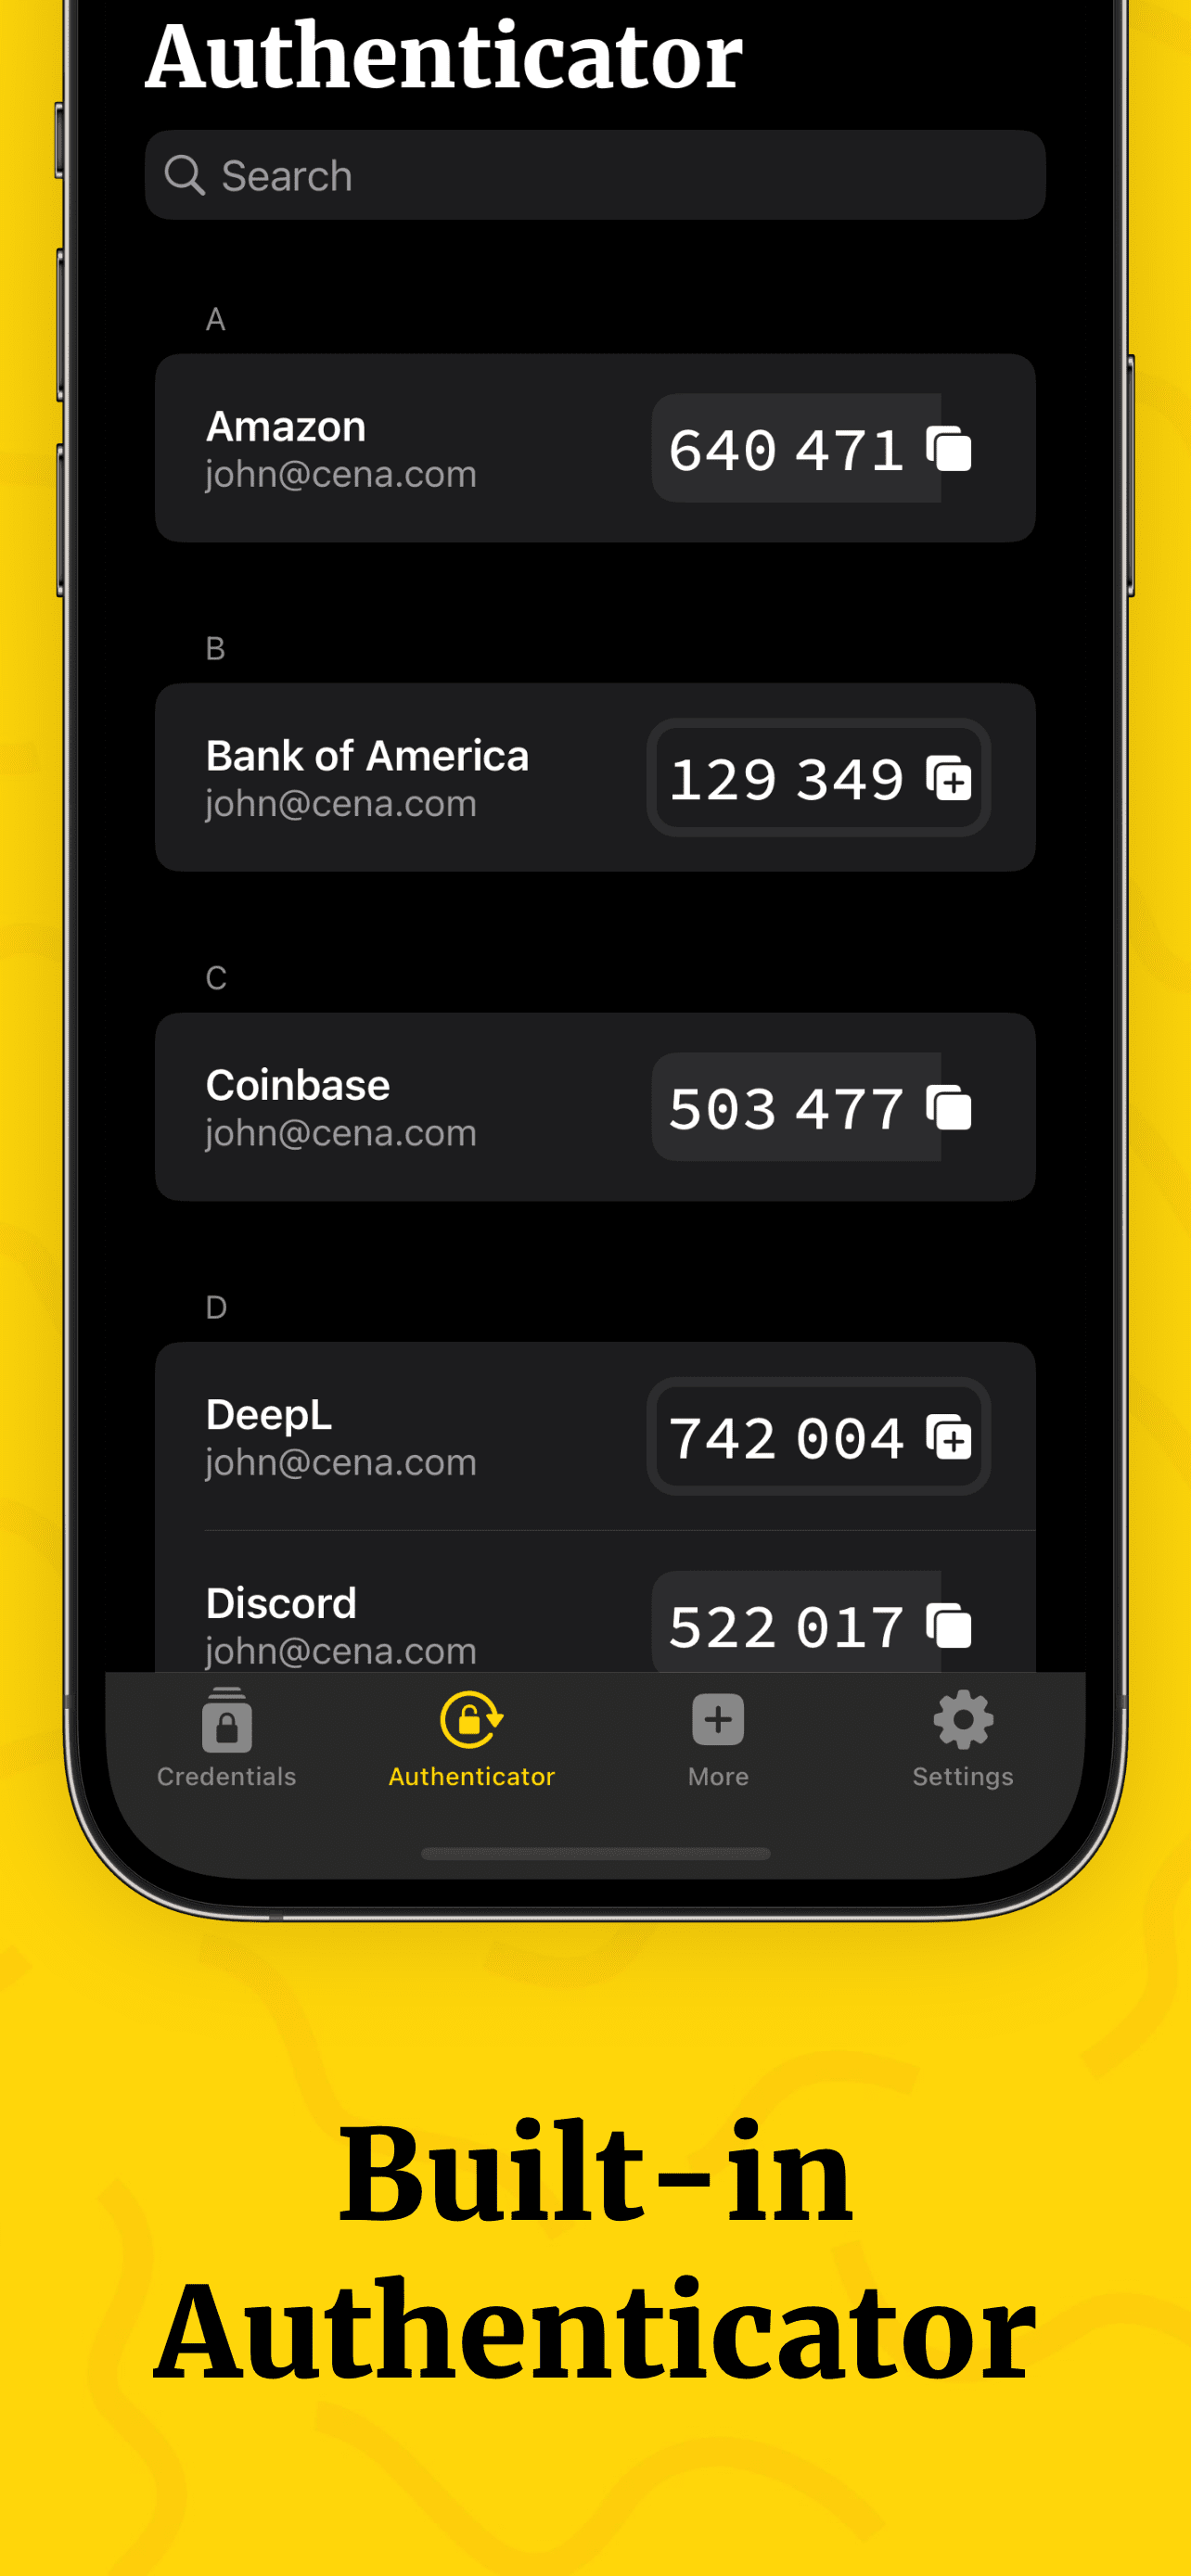 Authenticator
Search
A
Amazon
john@cena.com
640 471
B
Bank of America
john@cena.com
129 349
C
Coinbase
john@cena.com
503 477
D
DeepL
john@cena.com
742 004
Discord
john@cena.com
522 017
Credentials
Authenticator
More
Settings
Built-in
Authenticator